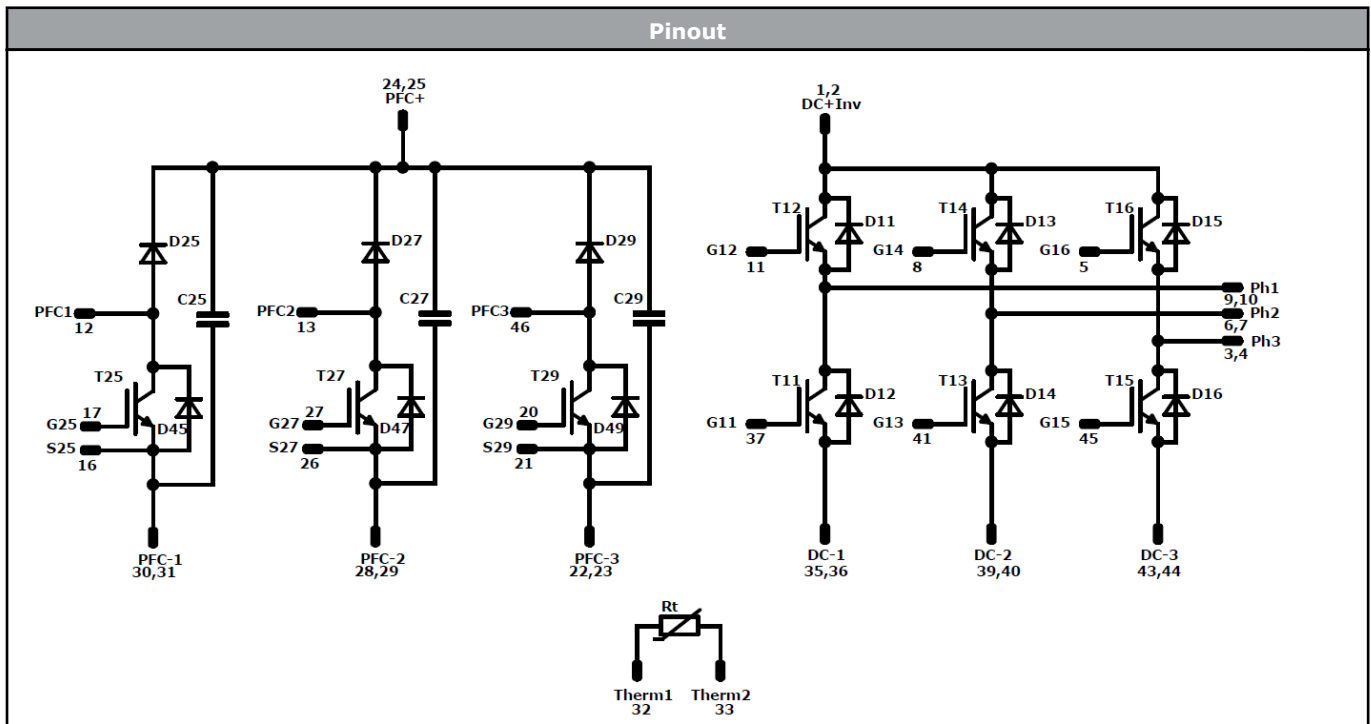 Pinout
24,25
PFC+
1,2
DC+Inv
D25
D27
D29
C25
C27
C29
PFC1
12
PFC2
13
PFC3
46
T25
T27
T29
17
G25
27
G27
20
G29
D45
D47
D49
S25
16
S27
26
S29
21
PFC-1
30,31
PFC-2
28,29
PFC-3
22,23
T12
D11
T14
D13
T16
D15
G12
11
G14
8
G16
5
Ph1
9,10
Ph2
6,7
Ph3
3,4
T11
D12
T13
D14
T15
D16
G11
37
G13
41
G15
45
DC-1
35,36
DC-2
39,40
DC-3
43,44
Rt
Therm1
32
Therm2
33